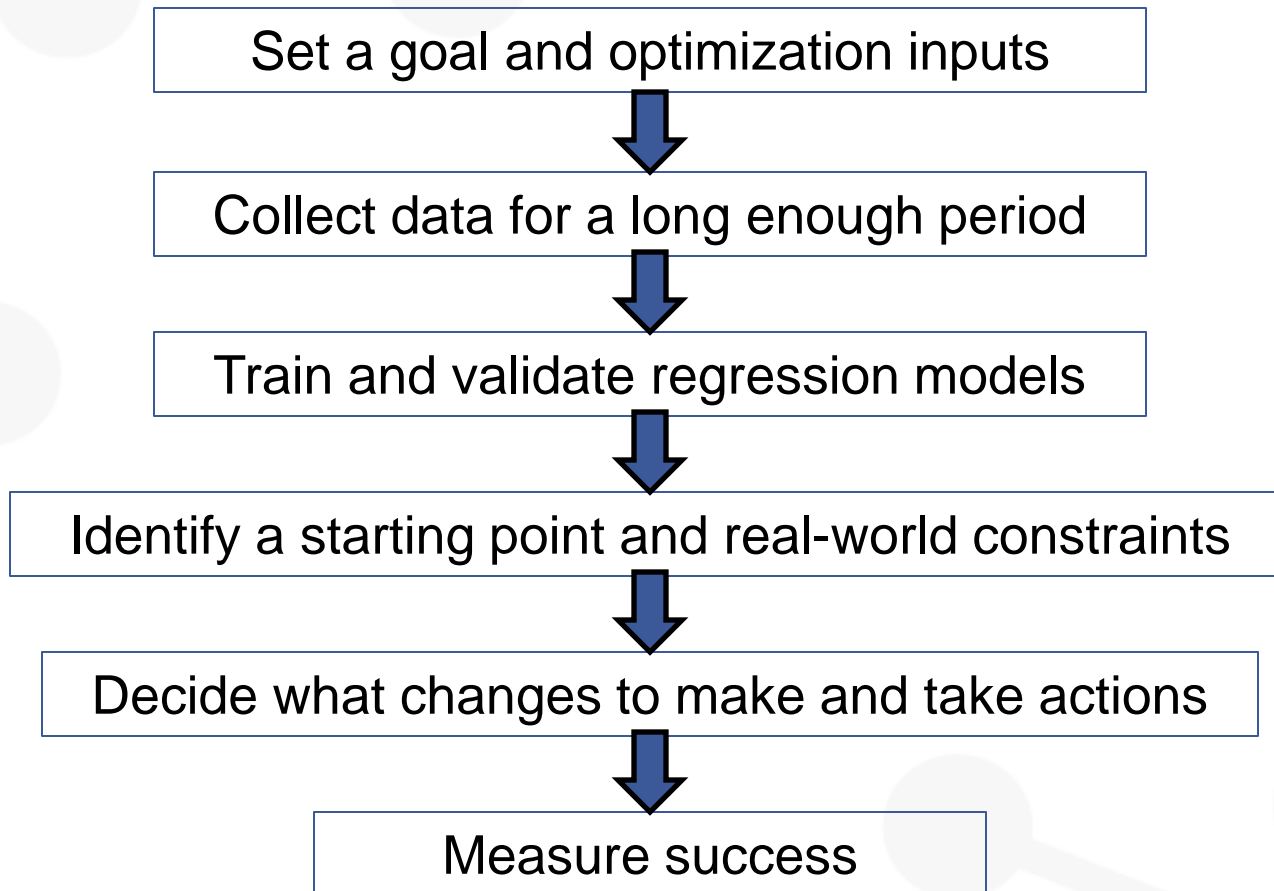 Set a goal and optimization inputs
Collect data for a long enough period
Train and validate regression models
Identify a starting point and real-world constraints
Decide what changes to make and take actions
Measure success